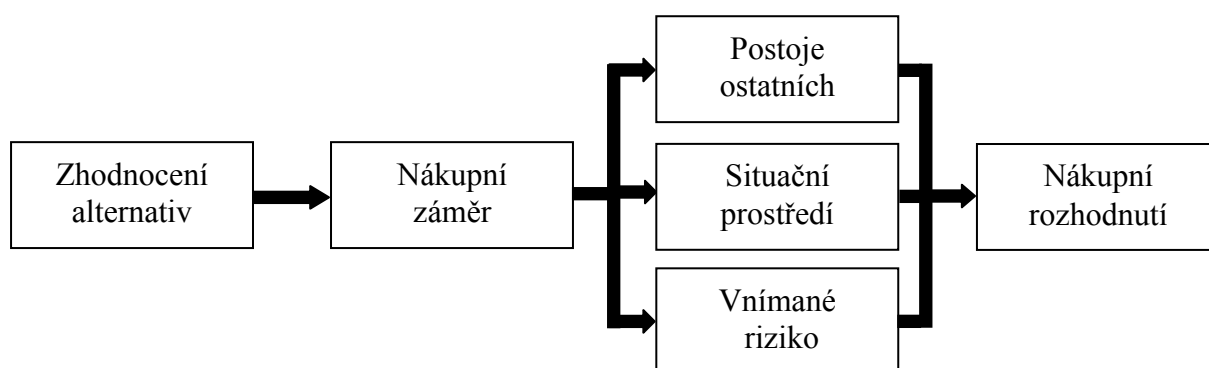 Zhodnocení
alternativ
Nákupní
záměr
Postoje
ostatních
Situační
prostředí
Vnímané
riziko
Nákupní
rozhodnutí